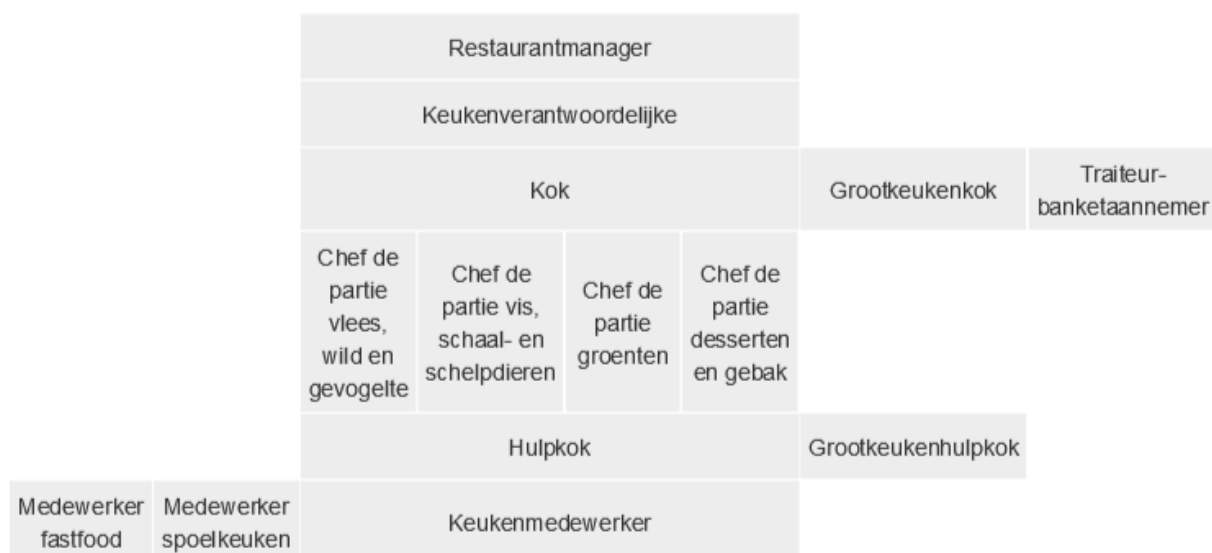 Restaurantmanager
Keukenverantwoordelijke
Kok
Grootkeukenkok
Traiteur-
banketaannemer
Chef de
partie
vlees,
wild en
gevogelte
Chef de
partie vis,
schaal- en
schelpdieren
Chef de
partie
groenten
Chef de
partie
desserten
en gebak
Hulpkok
Grootkeukenhulpkok
Medewerker
fastfood
Medewerker
spoelkeuken
Keukenmedewerker